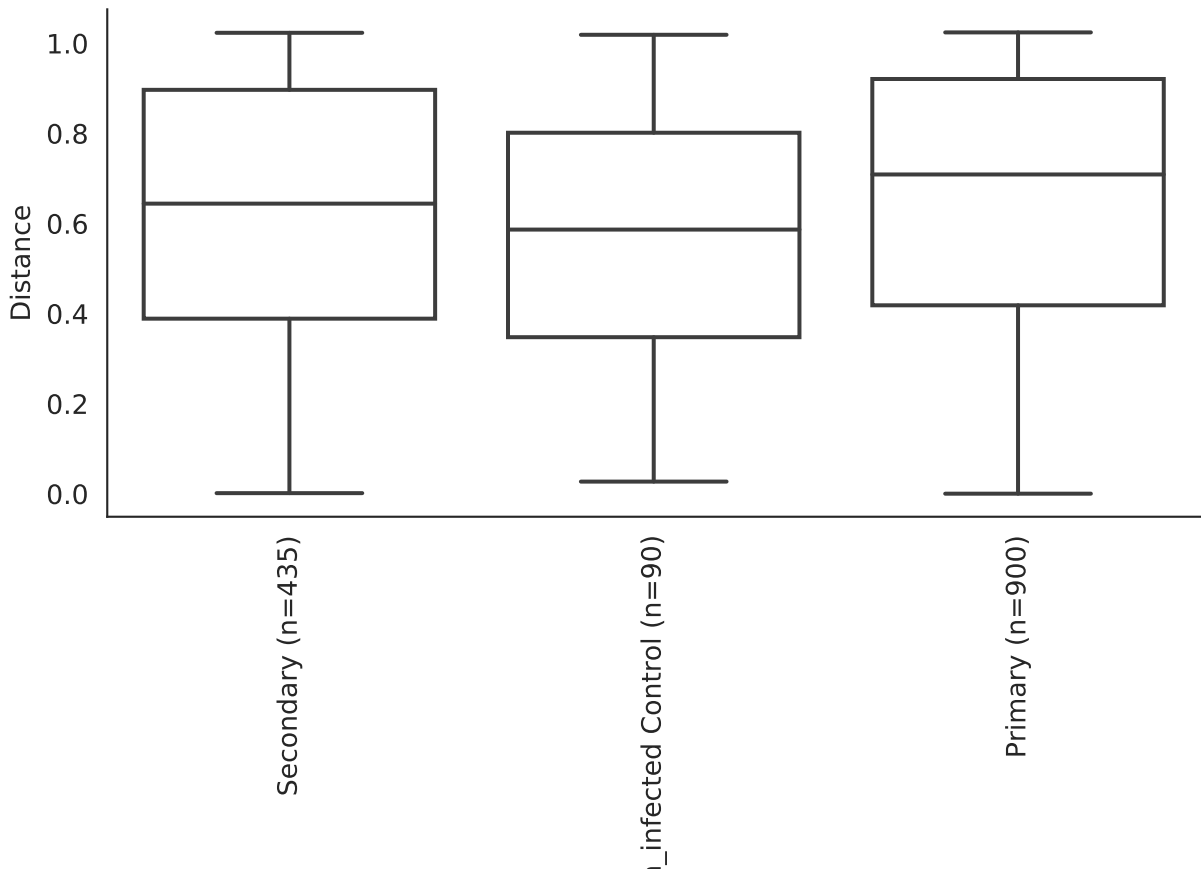 1.0
0.8
0.6
0.4
0.2
0.0
Distance
Secondary (n=435)
Control (n=90)
Primary (n=900)